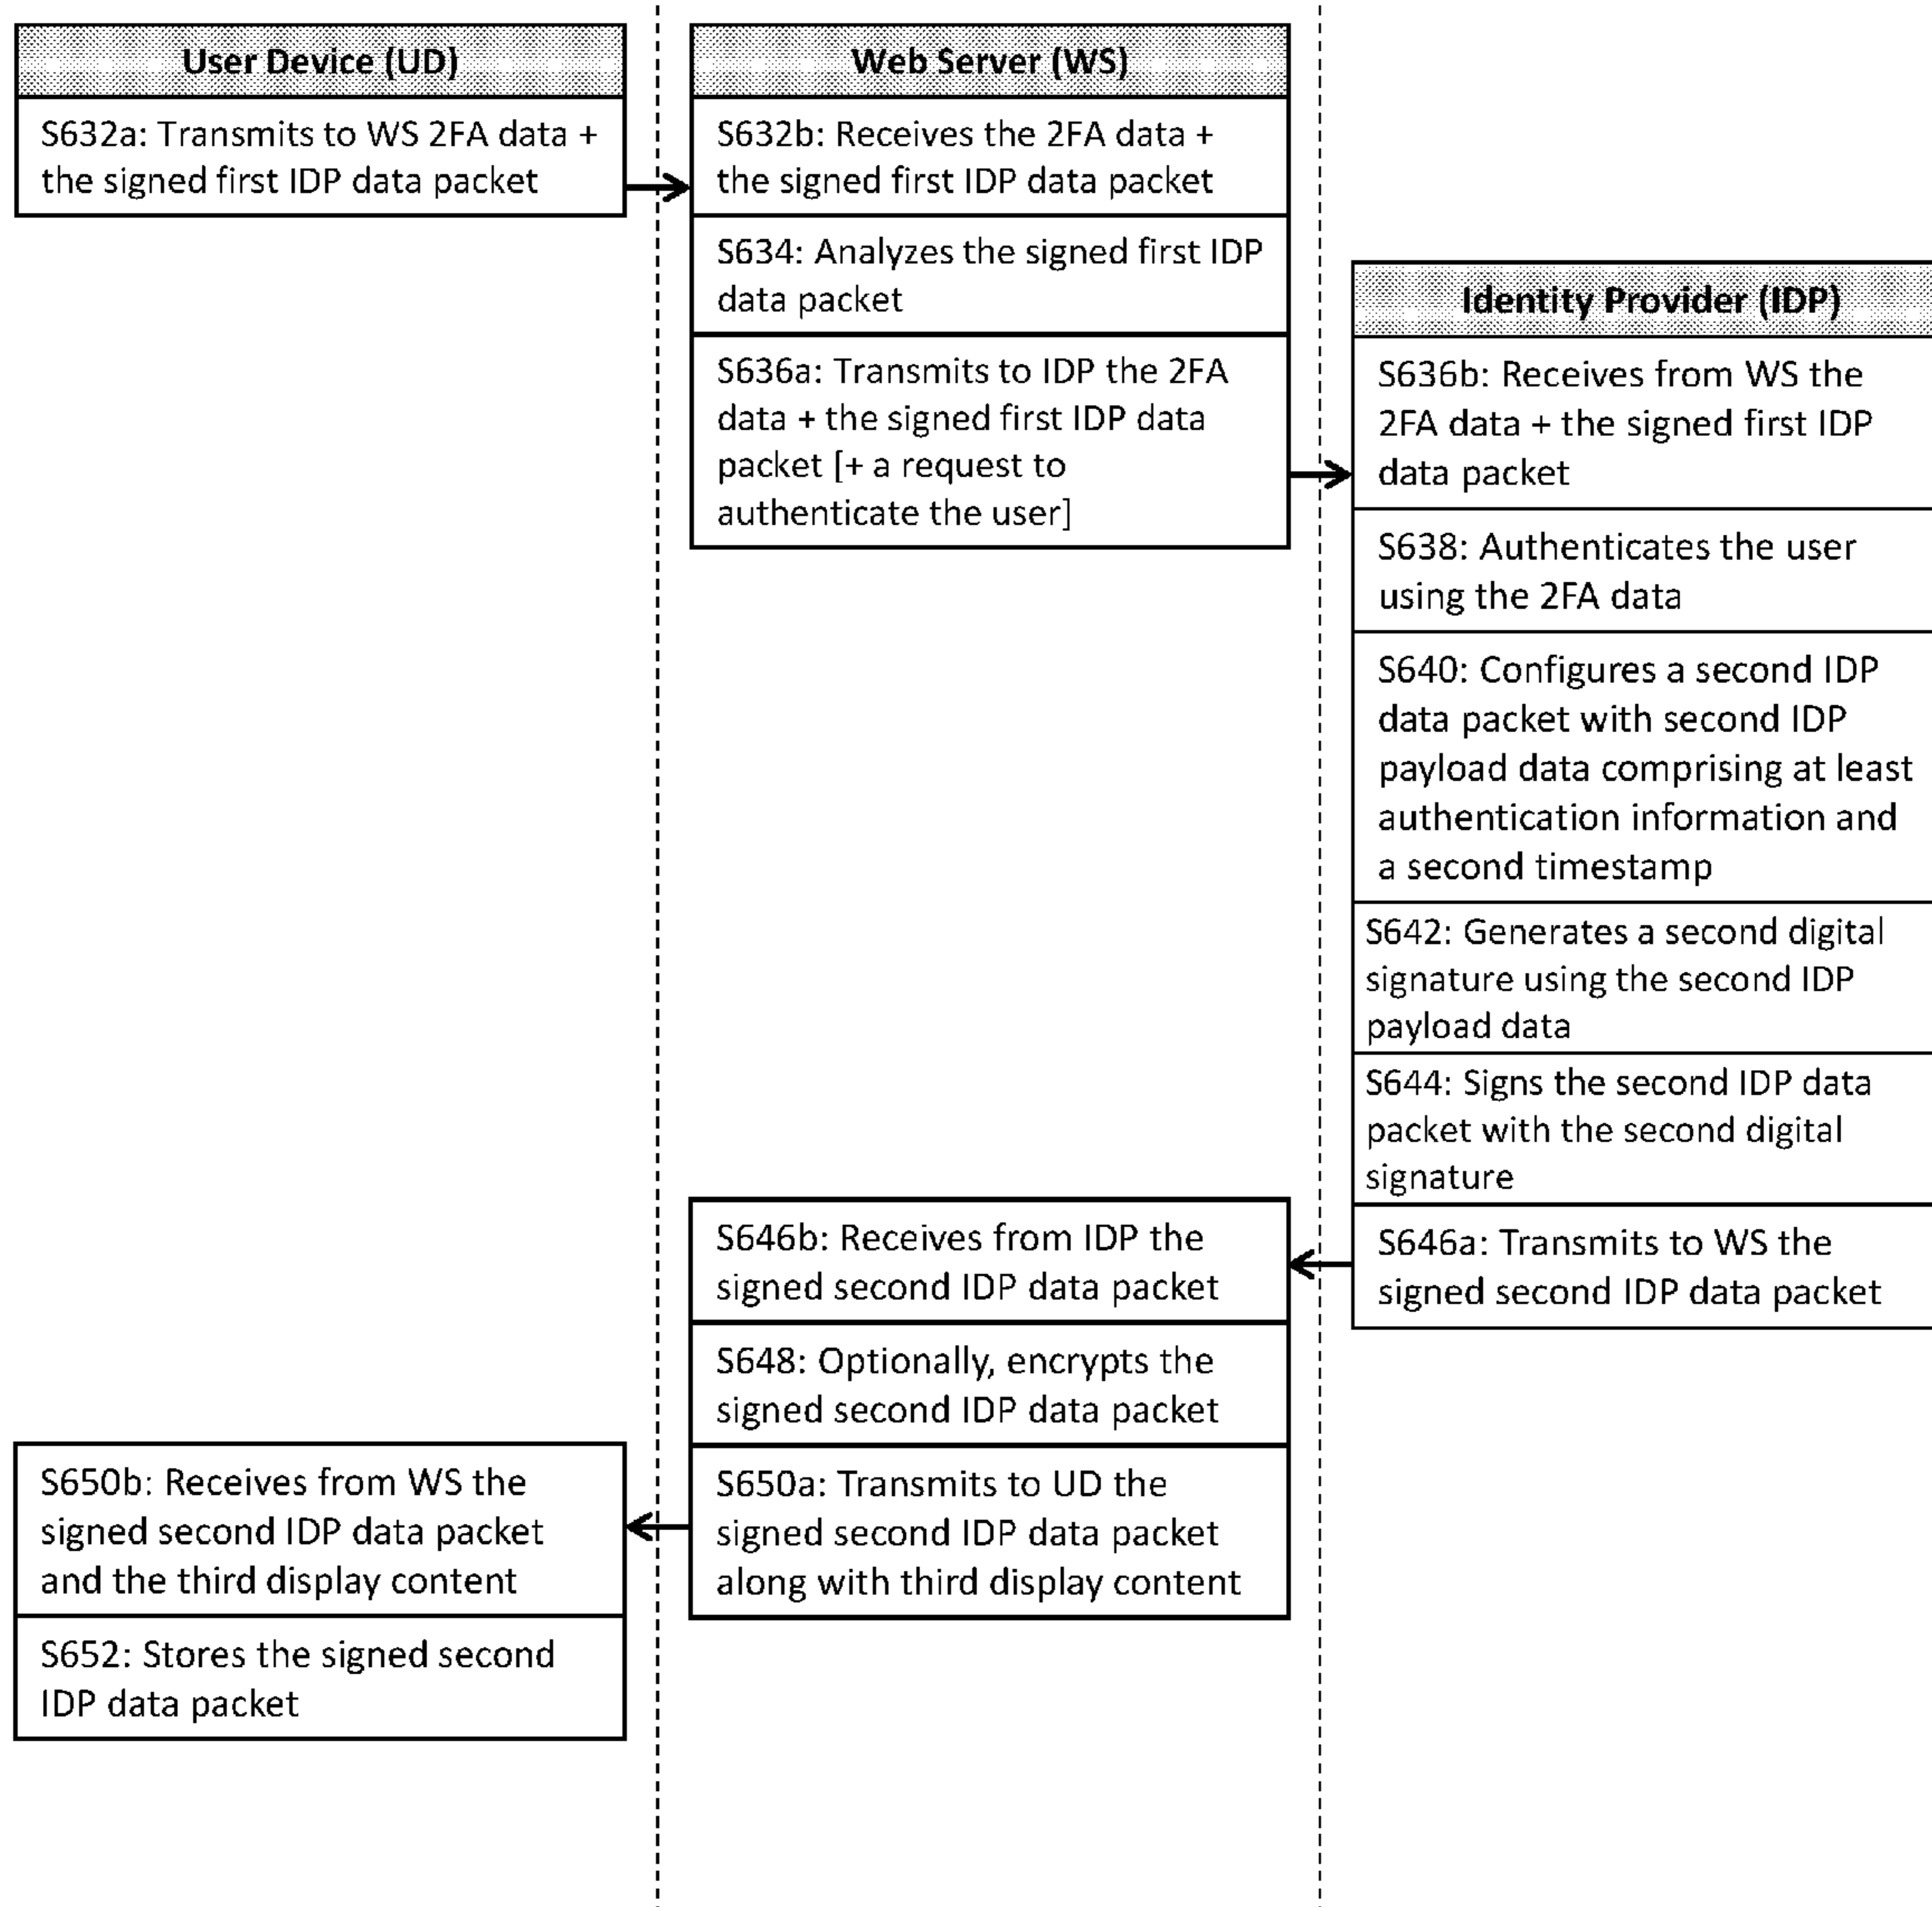 User Device (UD)
S632a: Transmits to WS 2FA data +
the signed first IDP data packet
Web Server (WS)
S632b: Receives the 2FA data +
the signed first IDP data packet
S634: Analyzes the signed first IDP
data packet
S636a: Transmits to IDP the 2FA
data + the signed first IDP data
packet [+ a request to
authenticate the user]
Identity Provider (IDP)
S636b: Receives from WS the
2FA data + the signed first IDP
data packet
S638: Authenticates the user
using the 2FA data
S640: Configures a second IDP
data packet with second IDP
payload data comprising at least
authentication information and
a second timestamp
S642: Generates a second digital
signature using the second IDP
payload data
S644: Signs the second IDP data
packet with the second digital
signature
S646a: Transmits to WS the
signed second IDP data packet
S646b: Receives from IDP the
signed second IDP data packet
S648: Optionally, encrypts the
signed second IDP data packet
S650a: Transmits to UD the
signed second IDP data packet
along with third display content
S650b: Receives from WS the
signed second IDP data packet
and the third display content
S652: Stores the signed second
IDP data packet